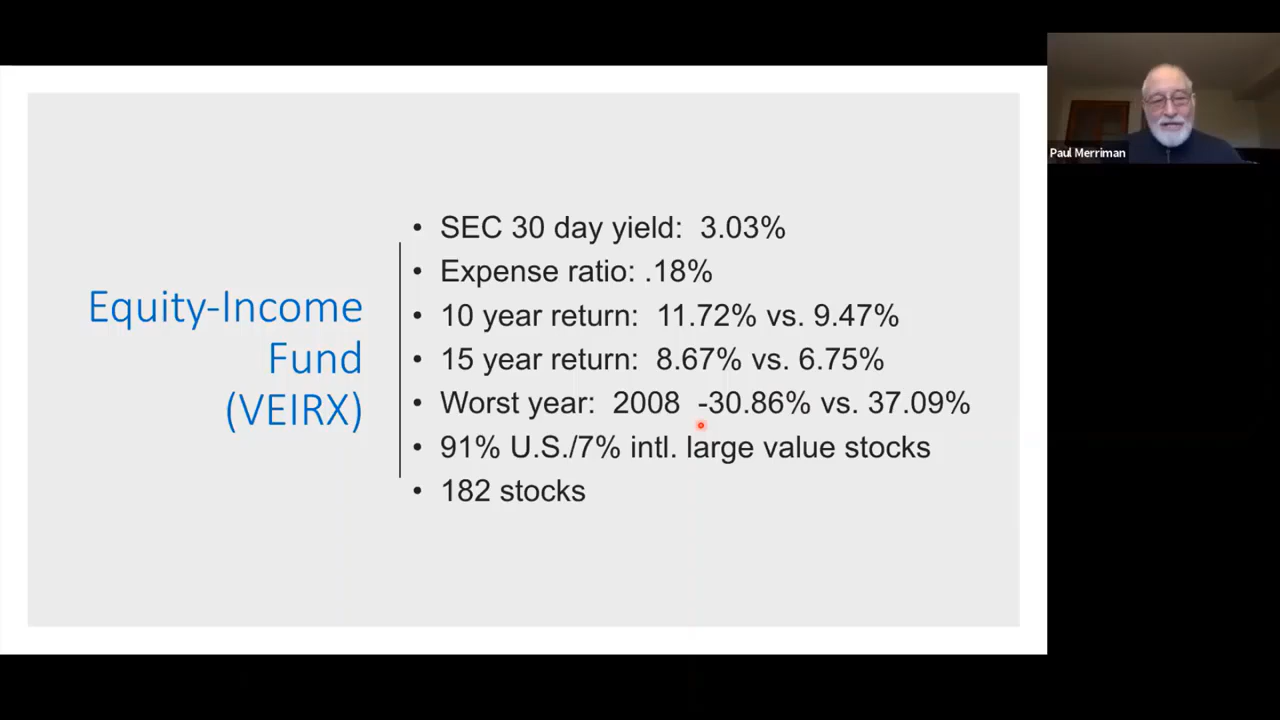 Equity-Income
Fund
(VEIRX)
• SEC 30 day yield: 3.03%
• Expense ratio: .18%
• 10 year return: 11.72% vs. 9.47%
• 15 year return: 8.67% vs. 6.75%
• Worst year: 2008 -30.86% vs. 37.09%
• 91% U.S./7% intl. large value stocks
• 182 stocks
Paul Merriman